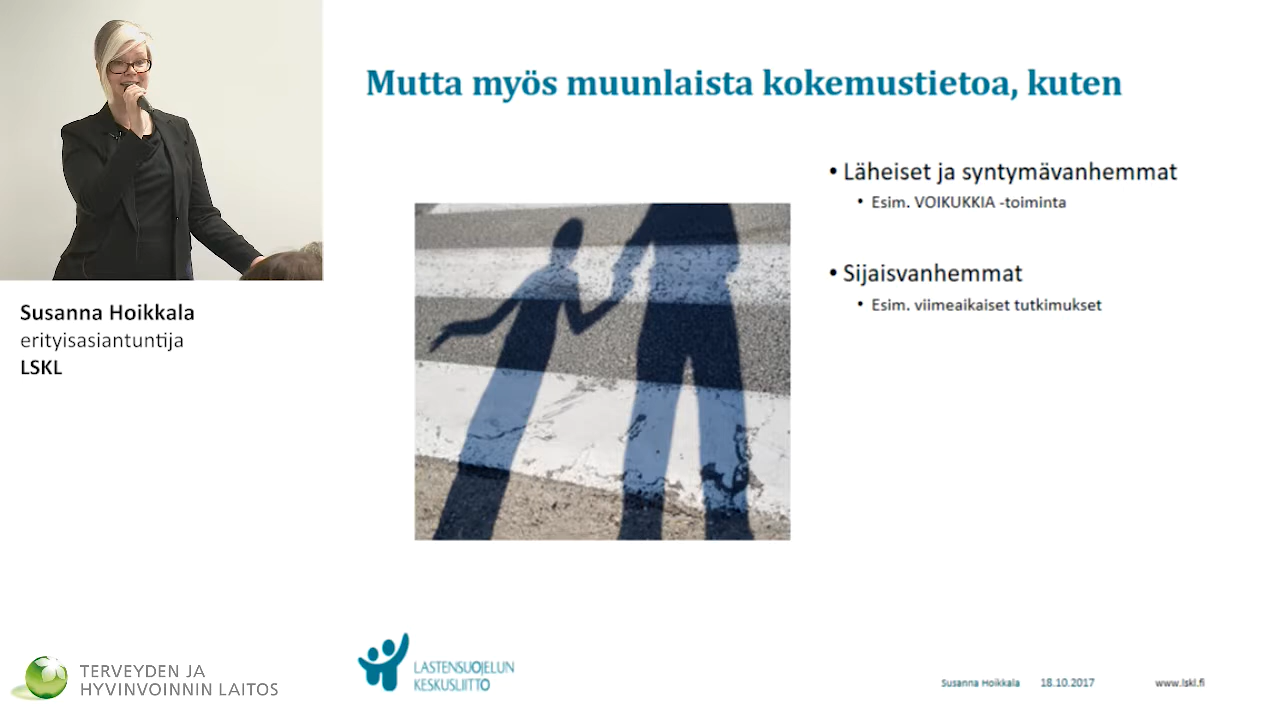 Mutta myös muunlaista kokemustietoa, kuten
• Läheiset ja syntymävanhemmat
• Esim. VOIKUKKIA -toiminta
• Sijaisvanhemmat
• Esim. viimeaikaiset tutkimukset
Susanna Hoikkala
erityisasiantuntija
LSKL
TERVEYDEN JA
HYVINVOINNIN LAITOS
LASTENSUOJELUN
KESKUSLIITTO
Susanna Hoikkala 18.10.2017 www.lskl.fi